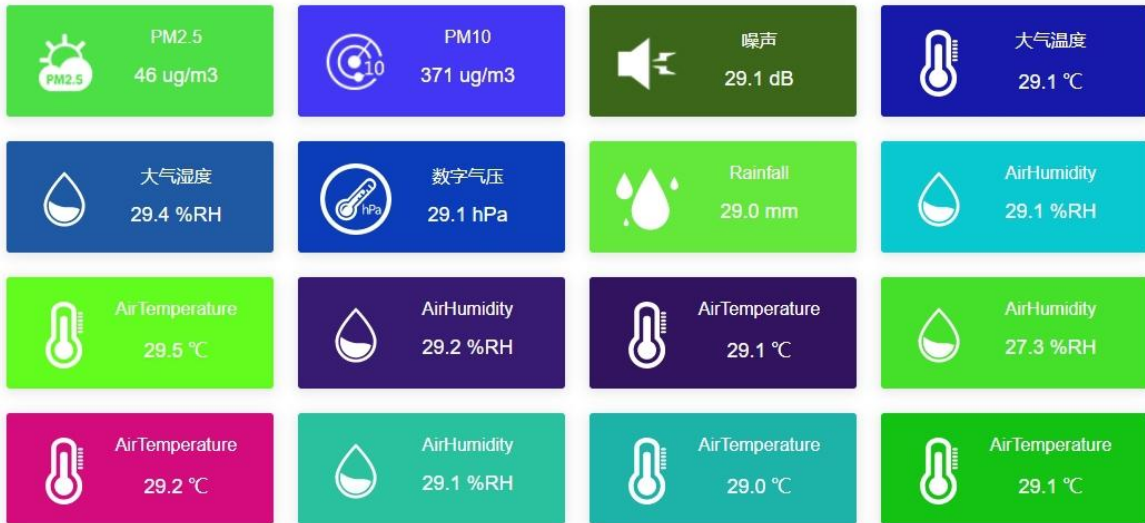 PM2.5
PM2.5
46 ug/m3
10
PM10
371 ug/m3
噪声
29.1 dB
大气温度
29.1 ℃
大气湿度
29.4 %RH
hPa
数字气压
29.1 hPa
Rainfall
29.0 mm
AirHumidity
29.1 %RH
AirTemperature
29.5 ℃
AirHumidity
29.2 %RH
AirTemperature
29.1 ℃
AirHumidity
27.3 %RH
AirTemperature
29.2 ℃
AirHumidity
29.1 %RH
AirTemperature
29.0 ℃
AirTemperature
29.1 ℃